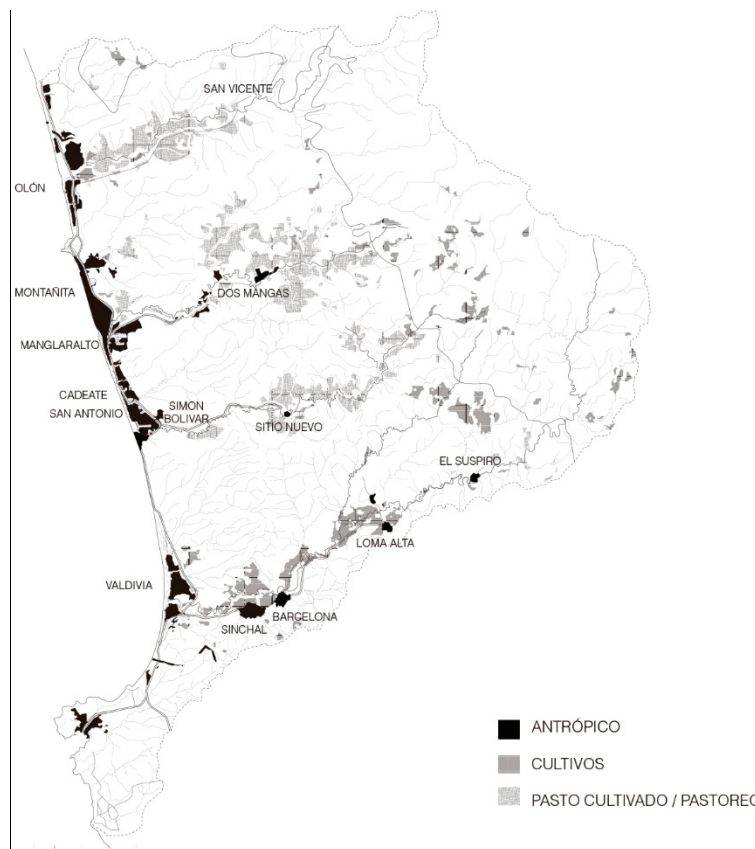 SAN VICENTE
OLÓN
DOS MANGAS
MONTAÑITA
MANGLARALTO
CADEATE
SAN ANTONIO
SIMON
BOLIVAR
SITIO NUEVO
EL SUSPIRO
LOMA ALTA
VALDIVIA
BARCELONA
SINCHAL
ANTRÓPICO
CULTIVOS
PASTO CULTIVADO / PASTOREO